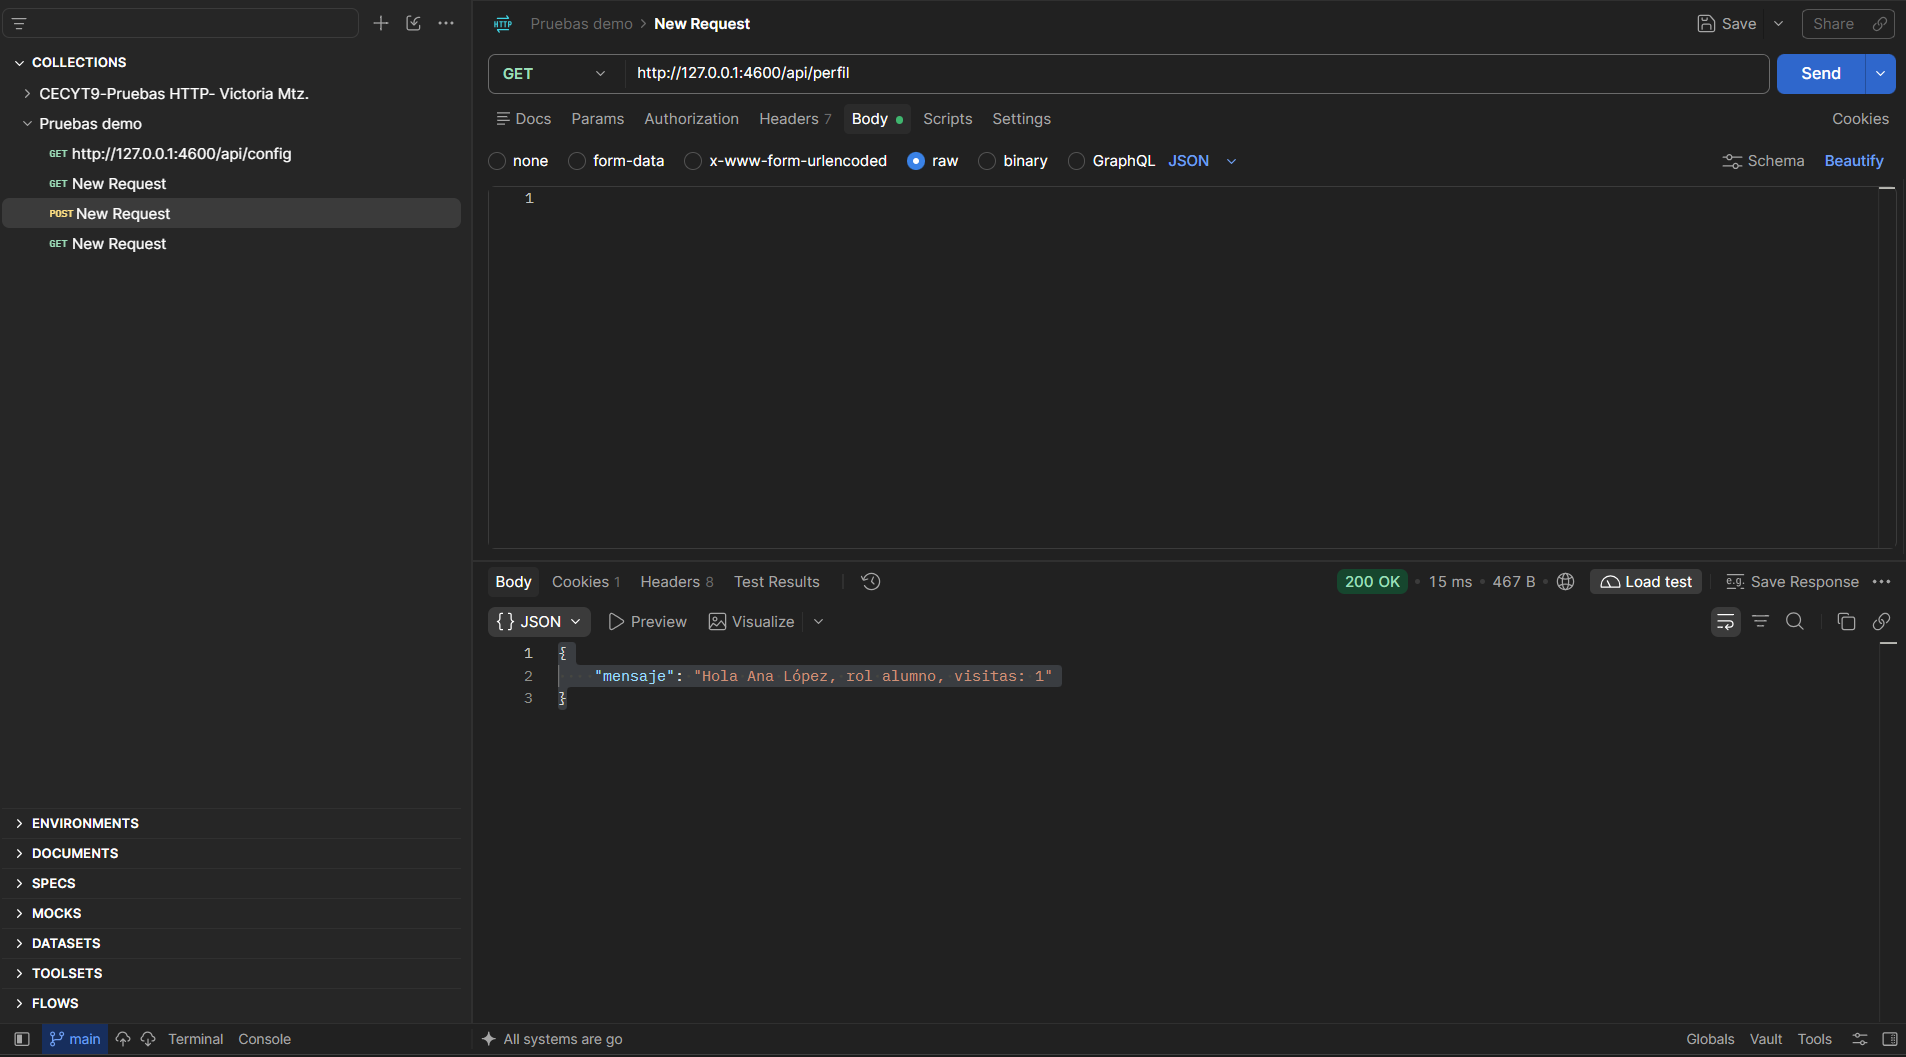 COLLECTIONS
CECYT9-Pruebas HTTP- Victoria Mtz.
Pruebas demo
GET http://127.0.0.1:4600/api/config
GET New Request
POST New Request
GET New Request
ENVIRONMENTS
DOCUMENTS
SPECS
MOCKS
DATASETS
TOOLSETS
FLOWS
HTTP Pruebas demo > New Request Save Share
GET http://127.0.0.1:4600/api/perfil Send
Docs Params Authorization Headers 7 Body Scripts Settings Cookies
none form-data x-www-form-urlencoded raw binary GraphQL JSON Schema Beautify
1
Body Cookies 1 Headers 8 Test Results 200 OK • 15 ms • 467 B • Load test e.g. Save Response
{} JSON Preview Visualize
1 {
2 "mensaje": "Hola Ana López, rol alumno, visitas: 1"
3 }
main Terminal Console All systems are go Globals Vault Tools